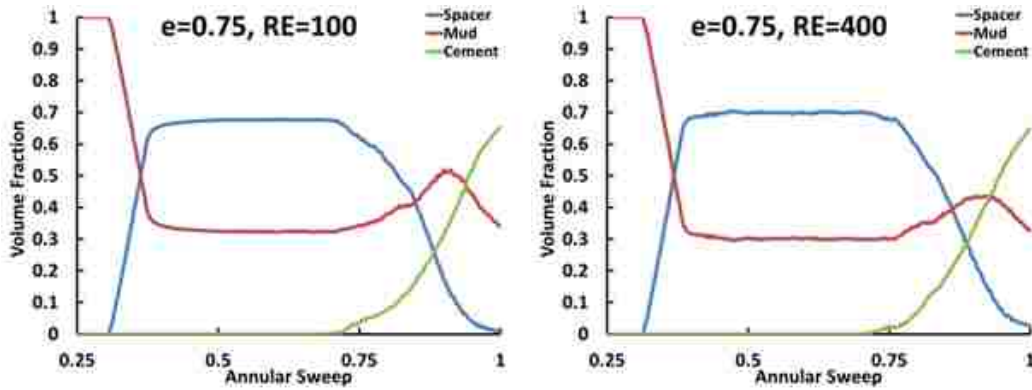 e=0.75, RE=100
Spacer
Mud
Cement
Volume Fraction
1
0.9
0.8
0.7
0.6
0.5
0.4
0.3
0.2
0.1
0
0.25
0.5
0.75
1
Annular Sweep
e=0.75, RE=400
Spacer
Mud
Cement
Volume Fraction
1
0.9
0.8
0.7
0.6
0.5
0.4
0.3
0.2
0.1
0
0.25
0.5
0.75
1
Annular Sweep